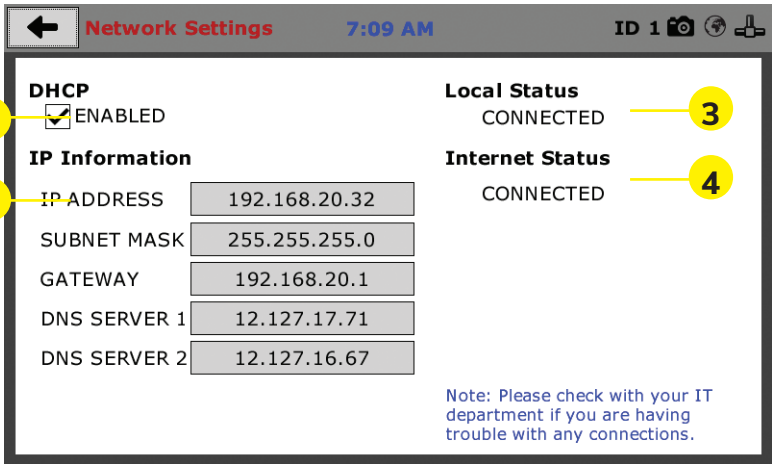 Network Settings 7:09 AM ID 1
DHCP
ENABLED
IP Information
IP ADDRESS 192.168.20.32
SUBNET MASK 255.255.255.0
GATEWAY 192.168.20.1
DNS SERVER 1 12.127.17.71
DNS SERVER 2 12.127.16.67
Local Status
CONNECTED
3
Internet Status
CONNECTED
4
Note: Please check with your IT
department if you are having
trouble with any connections.